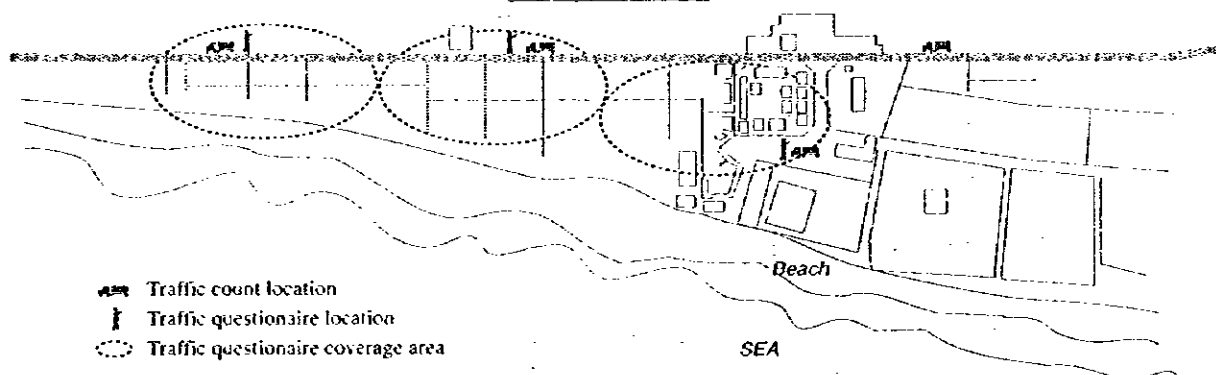 Beach
Traffic count location
Traffic questionaire location
Traffic questionaire coverage area
SEA